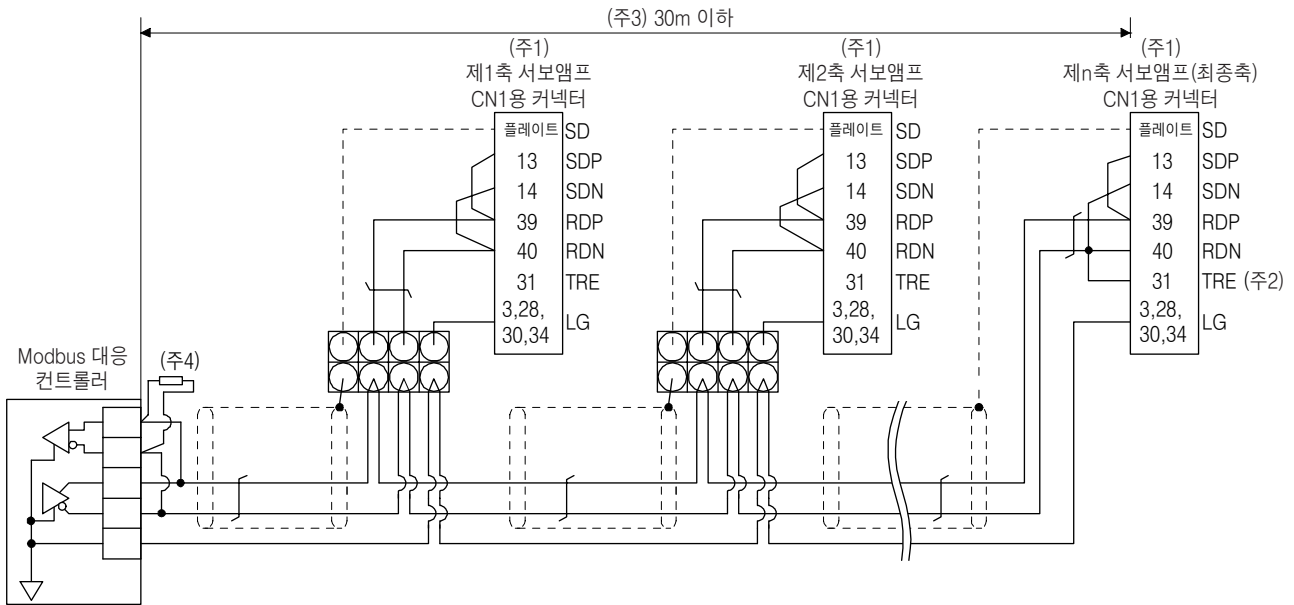 (주3) 30m 이하
(주1)
제1축 서보앰프
CN1용 커넥터
플레이트 SD
13 SDP
14 SDN
39 RDP
40 RDN
31 TRE
3,28,
30,34 LG
(주1)
제2축 서보앰프
CN1용 커넥터
플레이트 SD
13 SDP
14 SDN
39 RDP
40 RDN
31 TRE
3,28,
30,34 LG
(주1)
제n축 서보앰프(최종축)
CN1용 커넥터
플레이트 SD
13 SDP
14 SDN
39 RDP
40 RDN
31 TRE (주2)
3,28,
30,34 LG
Modbus 대응
컨트롤러
(주4)